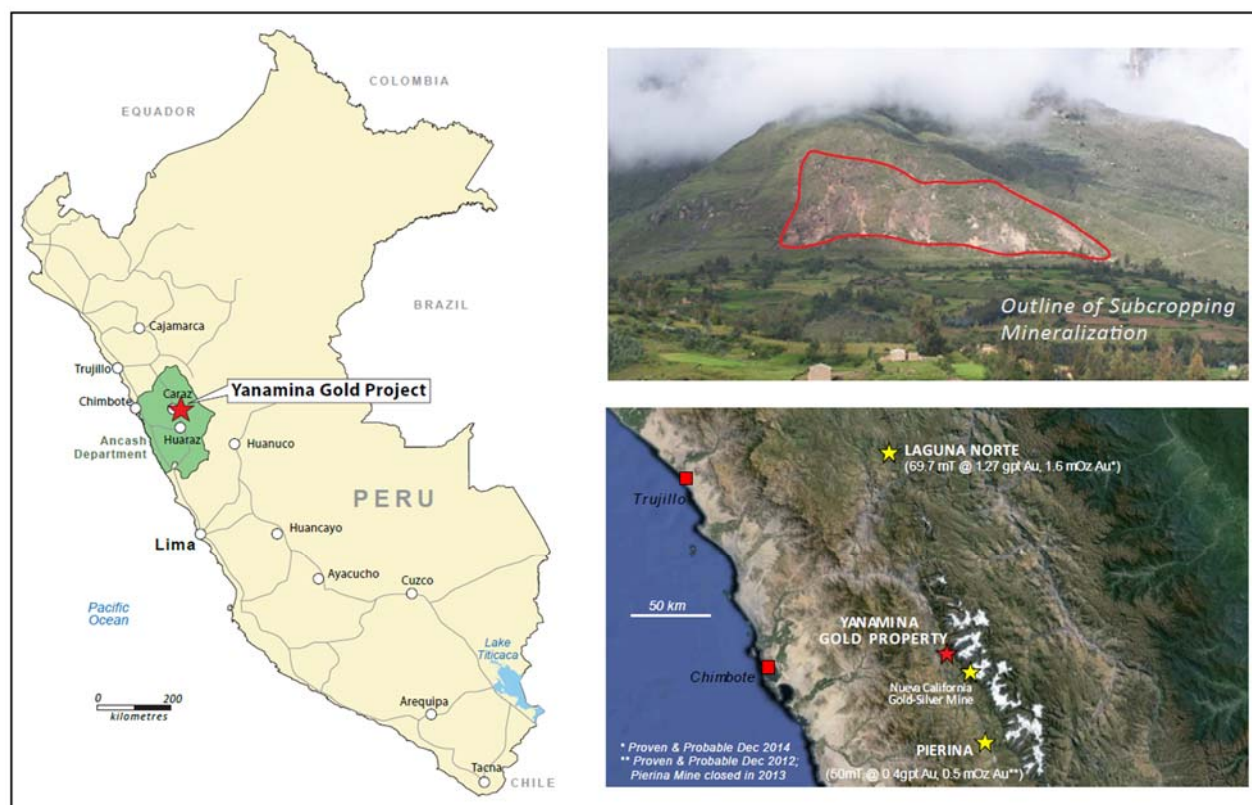 COLOMBIA
EQUADOR
BRAZIL
Cajamarca
Trujillo
Yanamina Gold Project
Caraz
Chimbote
Ancash
Department
Huaraz
Huanuco
PERU
Lima
Huancayo
Ayacucho
Cuzco
Pacific
Ocean
Lake
Titicaca
0 200
kilometres
Arequipa
Tacna
CHILE
Outline of Subcropping
Mineralization
LAGUNA NORTE
(69.7 mT @ 1.27 gpt Au, 1.6 mOz Au*)
Trujillo
50 km
YANAMINA
GOLD PROPERTY
Chimbote
Nueva California
Gold-Silver Mine
PIERINA
(50mT @ 0.4gpt Au, 0.5 mOz Au**)
* Proven & Probable Dec 2014
** Proven & Probable Dec 2012;
Pierina Mine closed in 2013